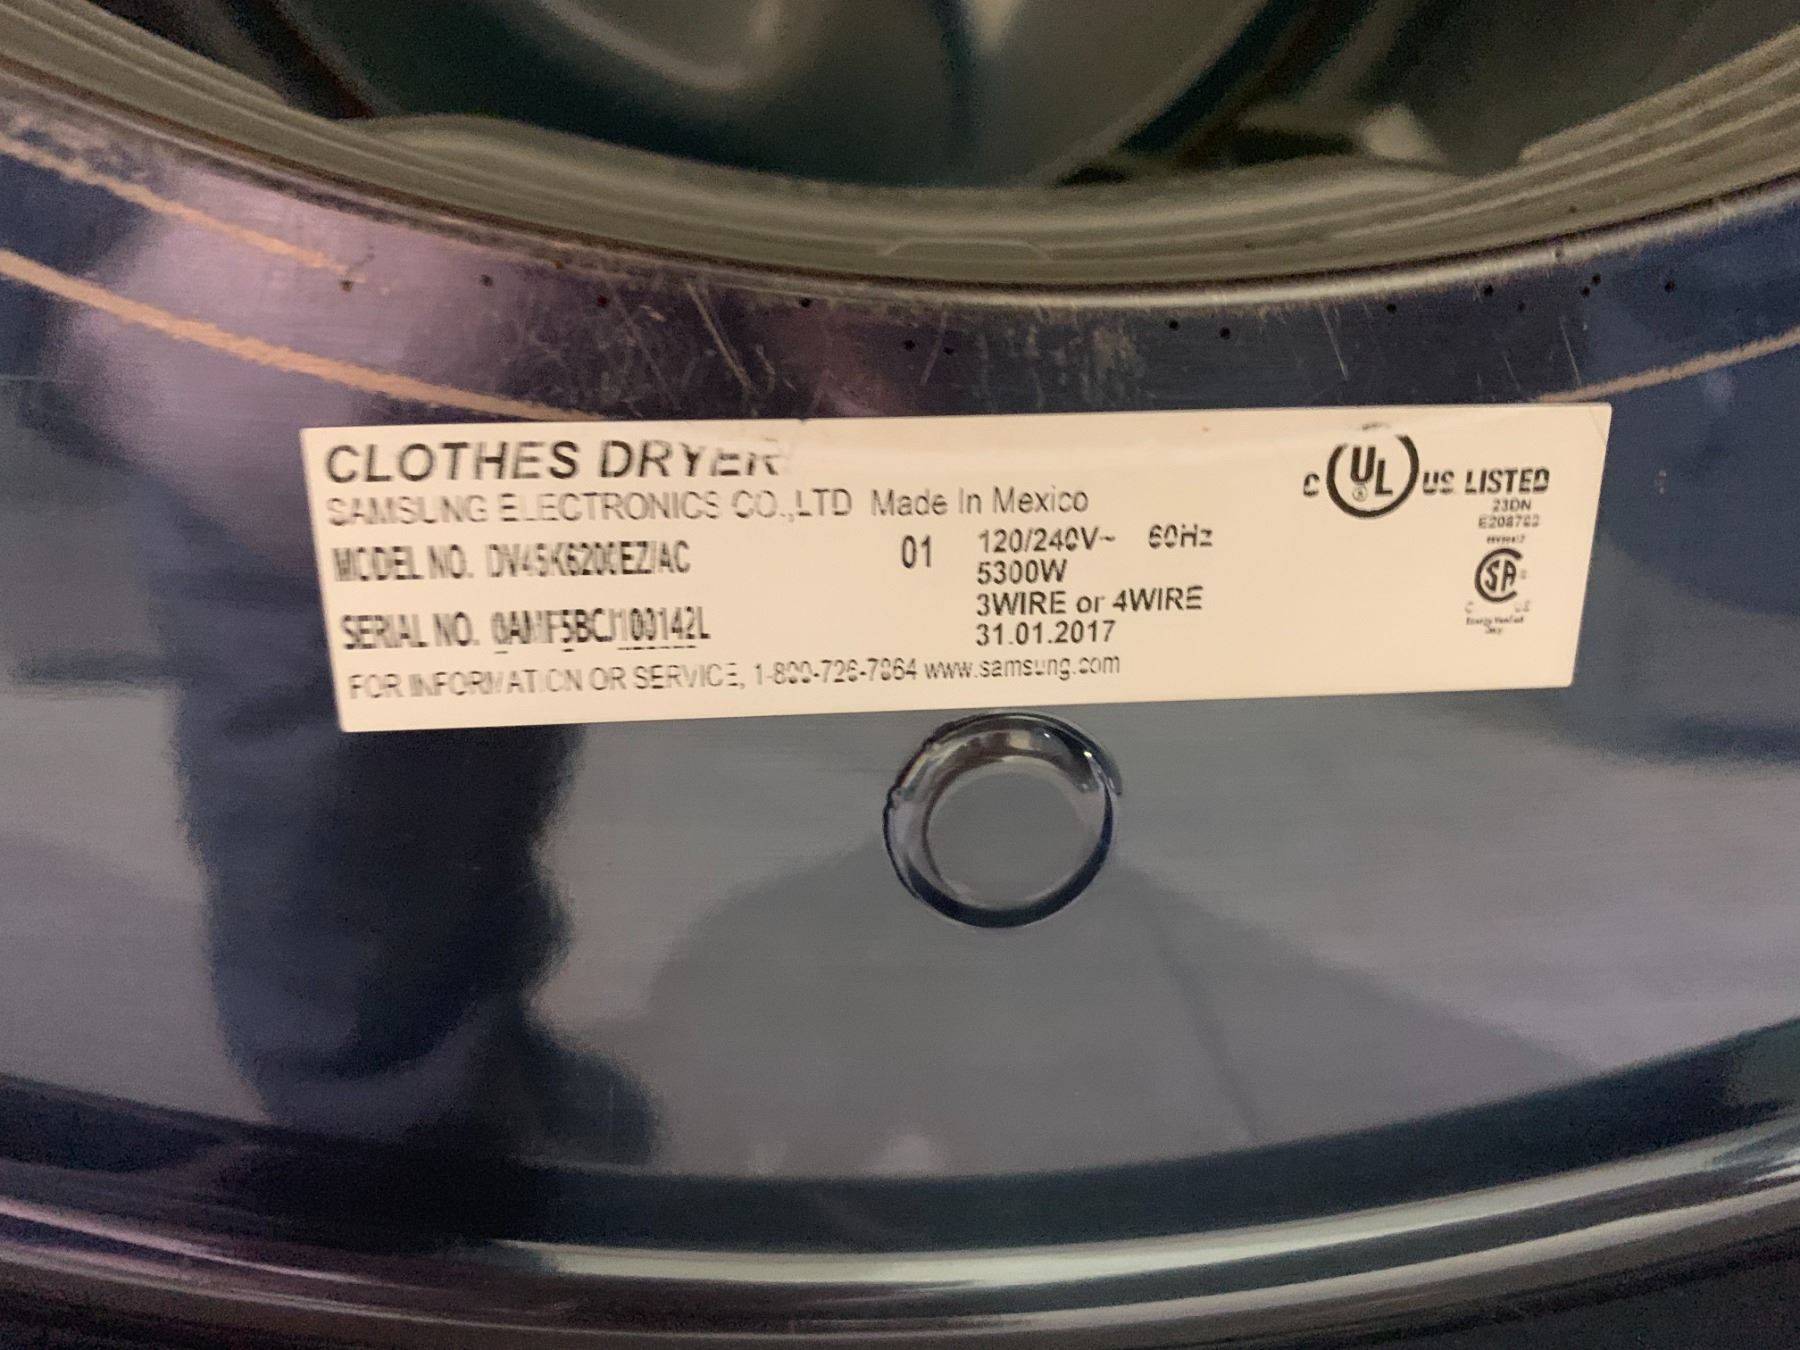 CLOTHES DRYER
SAMSUNG ELECTRONICS CO.,LTD Made In Mexico
MODEL NO. DV45K6200EZ/AC 01
120/240V~ 60Hz
5300W
3WIRE or 4WIRE
31.01.2017
SERIAL NO.
FOR INFORMATION OR SERVICE, 1-800-726-7864 www.samsung.com
C UL US LISTED
23DN
SA